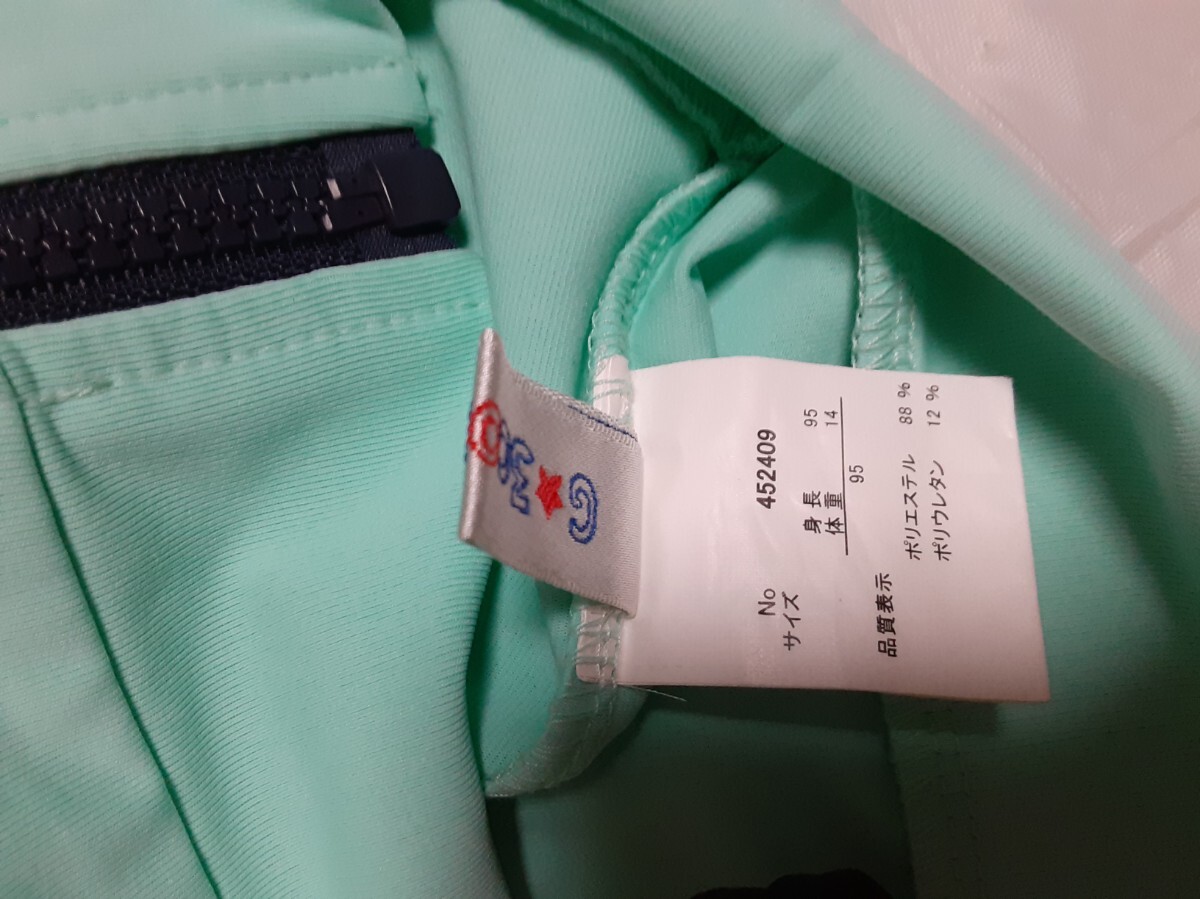 No 452409
サイズ 身長 95
体重 14
95
品質表示
ポリエステル 88 %
ポリウレタン 12 %